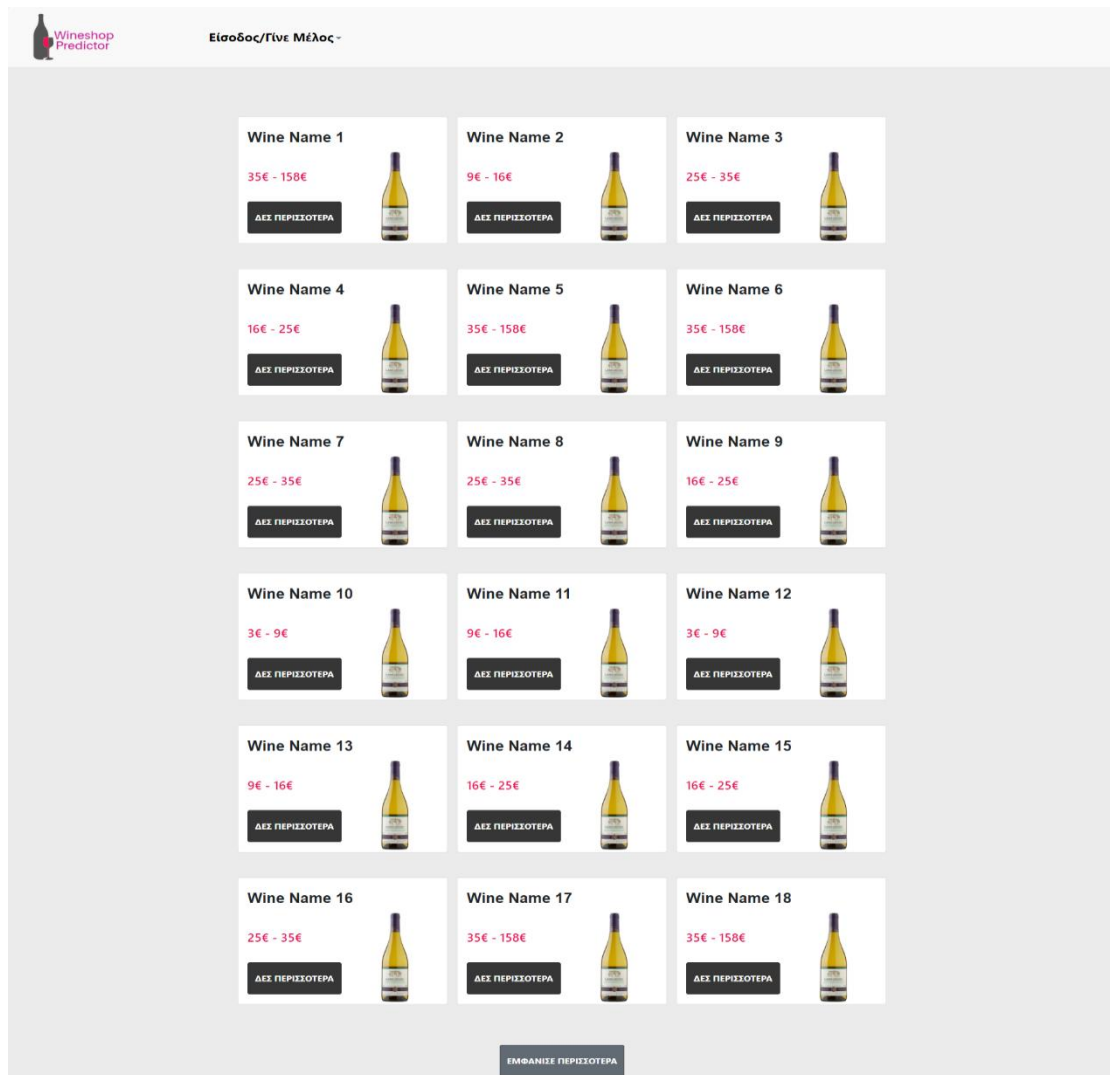 Wineshop
Predictor
Είσοδος/Γίνε Μέλος
Wine Name 1
35€ - 158€
ΔΕΣ ΠΕΡΙΣΣΟΤΕΡΑ
Wine Name 2
9€ - 16€
ΔΕΣ ΠΕΡΙΣΣΟΤΕΡΑ
Wine Name 3
25€ - 35€
ΔΕΣ ΠΕΡΙΣΣΟΤΕΡΑ
Wine Name 4
16€ - 25€
ΔΕΣ ΠΕΡΙΣΣΟΤΕΡΑ
Wine Name 5
35€ - 158€
ΔΕΣ ΠΕΡΙΣΣΟΤΕΡΑ
Wine Name 6
35€ - 158€
ΔΕΣ ΠΕΡΙΣΣΟΤΕΡΑ
Wine Name 7
25€ - 35€
ΔΕΣ ΠΕΡΙΣΣΟΤΕΡΑ
Wine Name 8
25€ - 35€
ΔΕΣ ΠΕΡΙΣΣΟΤΕΡΑ
Wine Name 9
16€ - 25€
ΔΕΣ ΠΕΡΙΣΣΟΤΕΡΑ
Wine Name 10
3€ - 9€
ΔΕΣ ΠΕΡΙΣΣΟΤΕΡΑ
Wine Name 11
9€ - 16€
ΔΕΣ ΠΕΡΙΣΣΟΤΕΡΑ
Wine Name 12
3€ - 9€
ΔΕΣ ΠΕΡΙΣΣΟΤΕΡΑ
Wine Name 13
9€ - 16€
ΔΕΣ ΠΕΡΙΣΣΟΤΕΡΑ
Wine Name 14
16€ - 25€
ΔΕΣ ΠΕΡΙΣΣΟΤΕΡΑ
Wine Name 15
16€ - 25€
ΔΕΣ ΠΕΡΙΣΣΟΤΕΡΑ
Wine Name 16
25€ - 35€
ΔΕΣ ΠΕΡΙΣΣΟΤΕΡΑ
Wine Name 17
35€ - 158€
ΔΕΣ ΠΕΡΙΣΣΟΤΕΡΑ
Wine Name 18
35€ - 158€
ΔΕΣ ΠΕΡΙΣΣΟΤΕΡΑ
ΕΜΦΑΝΙΣΕ ΠΕΡΙΣΣΟΤΕΡΑ